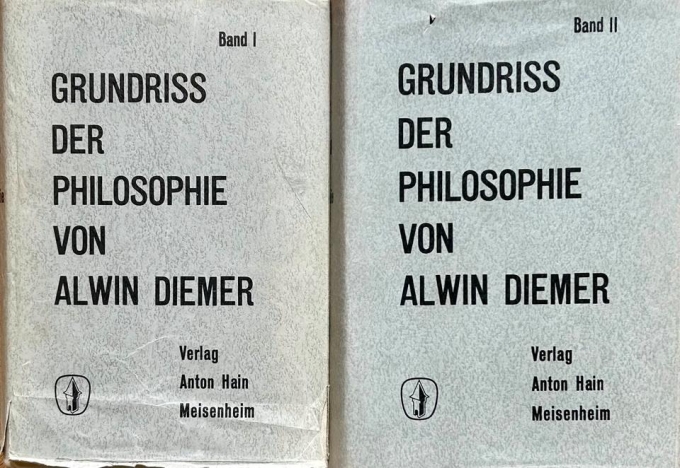 Band I
GRUNDRISS
DER
PHILOSOPHIE
VON
ALWIN DIEMER
Verlag
Anton Hain
Meisenheim
Band II
GRUNDRISS
DER
PHILOSOPHIE
VON
ALWIN DIEMER
Verlag
Anton Hain
Meisenheim